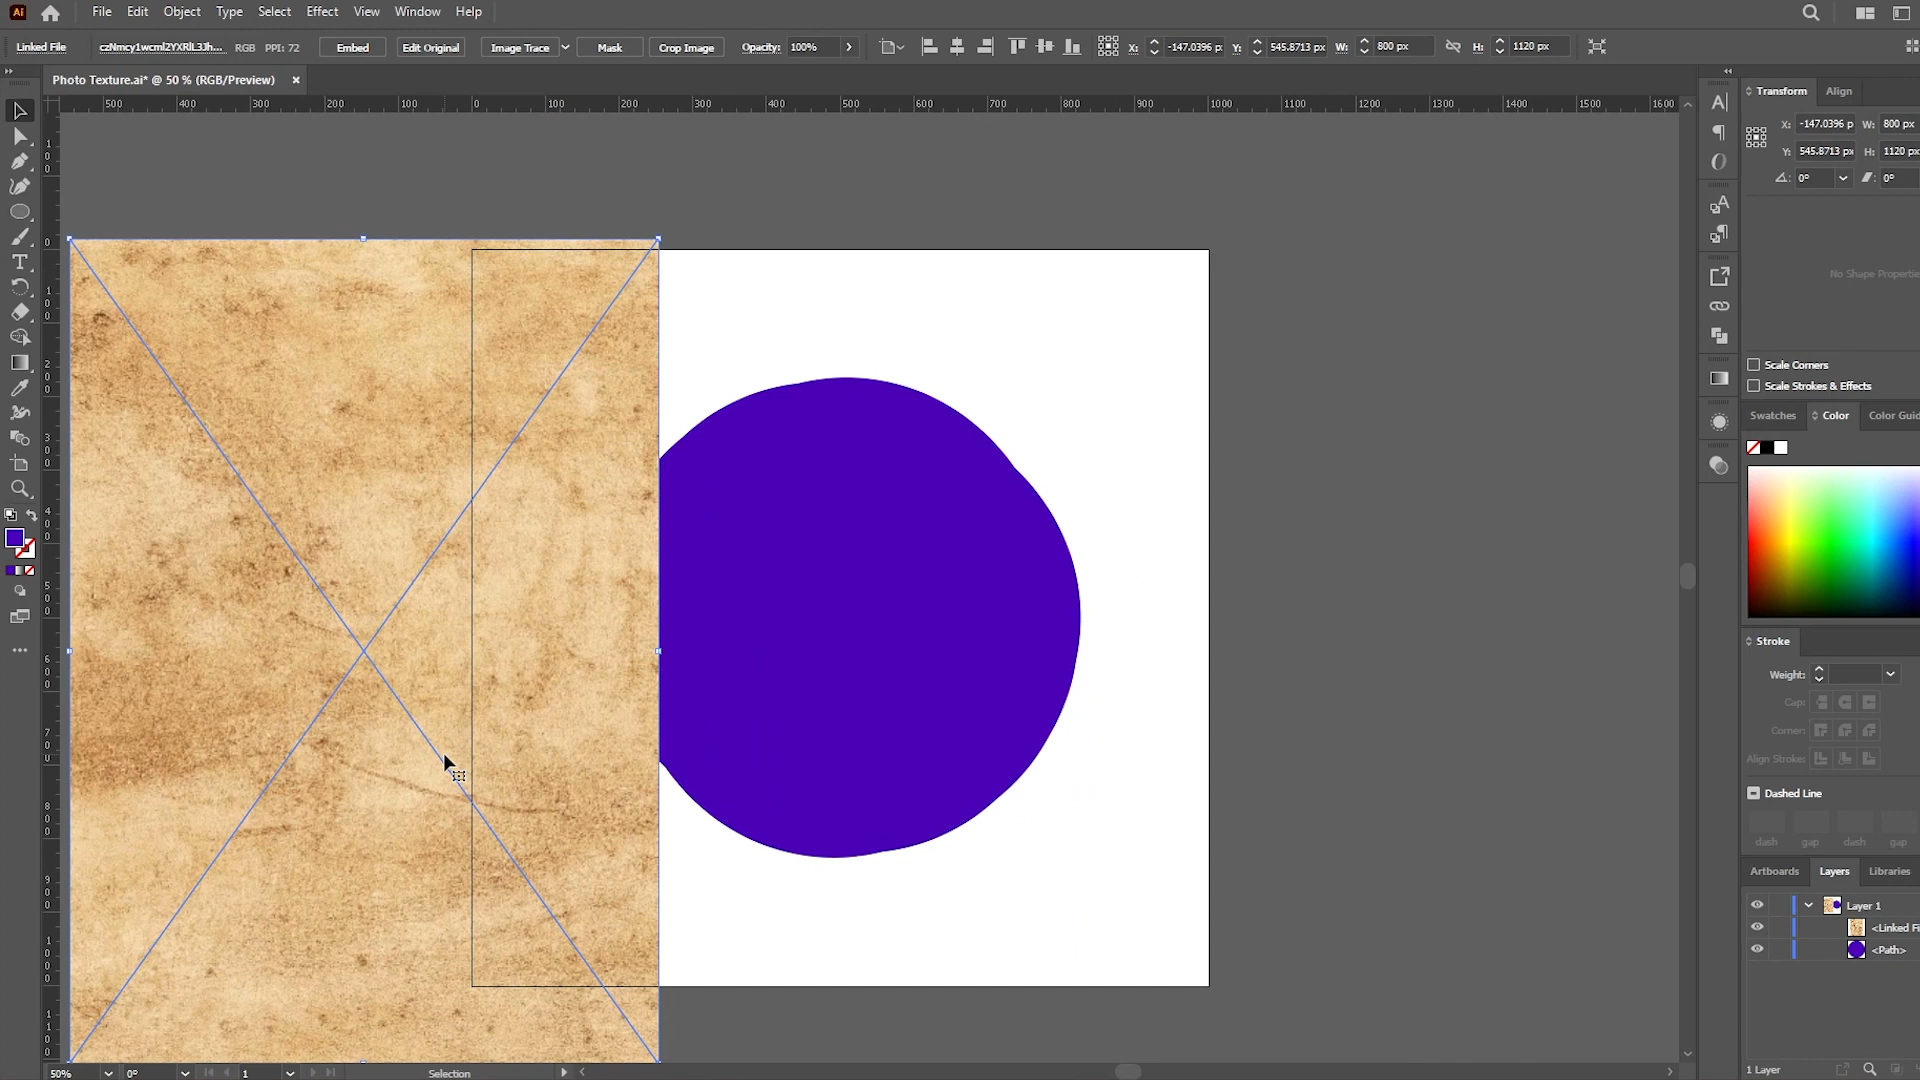 Ai File Edit Object Type Select Effect View Window Help
Linked File czNmcy1wcml2YXRlL3Jh... RGB PPI: 72 Embed Edit Original Image Trace Mask Crop Image Opacity: 100% X: -147.0396 p: Y: 545.8713 px W: 800 px H: 1120 px
Photo Texture.ai* @ 50 % (RGB/Preview) ×
500 400 300 200 100 0 100 200 300 400 500 600 700 800 900 1000 1100 1200 1300 1400 1500 1600
Transform Align
X: -147.0396 p W: 800 px
Y: 545.8713 px H: 1120 px
0° 0°
No Shape Propertie
Scale Corners
Scale Strokes & Effects
Swatches Color Color Guid
Stroke
Weight:
Cap:
Corner:
Align Stroke:
Dashed Line
dash gap dash gap
Artboards Layers Libraries
Layer 1
<Linked Fi
<Path>
1 Layer
50% 0° 1 Selection